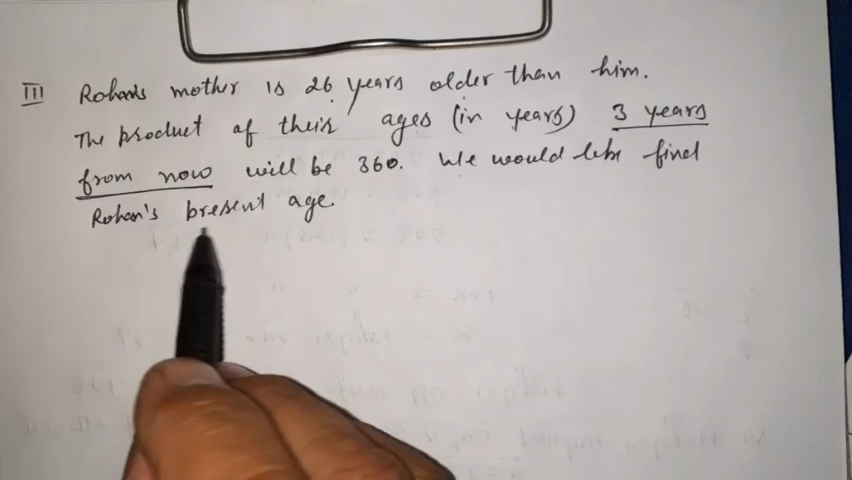 III Rohan's mother is 26 years older than him.
The product of their ages (in years) 3 years
from now will be 360. We would like find
Rohan's present age.